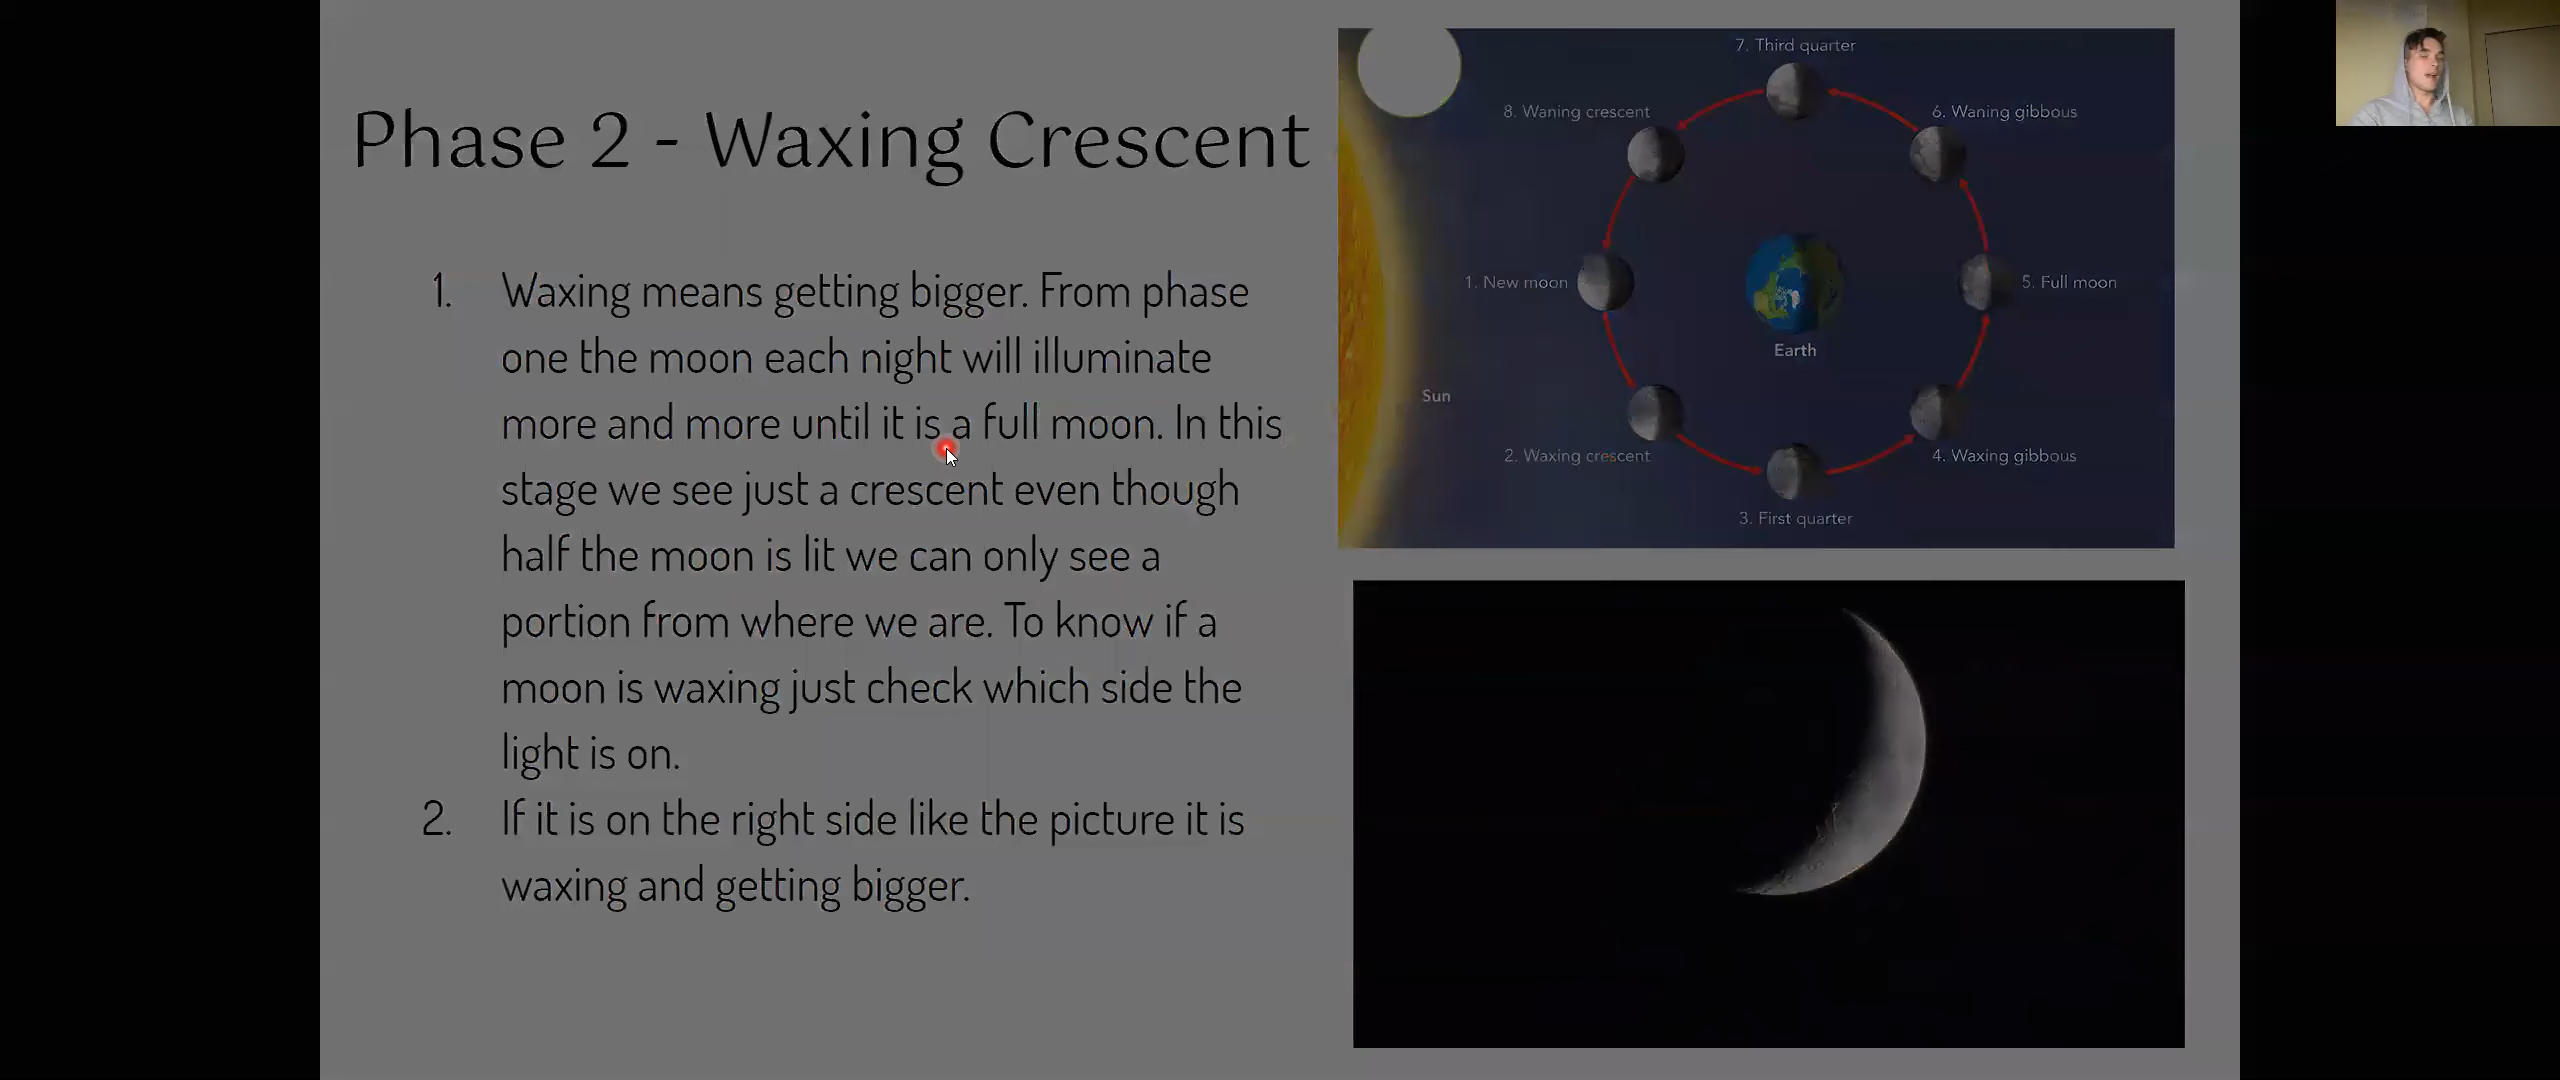 Phase 2 - Waxing Crescent
1. Waxing means getting bigger. From phase
one the moon each night will illuminate
more and more until it is a full moon. In this
stage we see just a crescent even though
half the moon is lit we can only see a
portion from where we are. To know if a
moon is waxing just check which side the
light is on.
2. If it is on the right side like the picture it is
waxing and getting bigger.
7. Third quarter
8. Waning crescent
6. Waning gibbous
1. New moon
5. Full moon
Earth
Sun
2. Waxing crescent
4. Waxing gibbous
3. First quarter